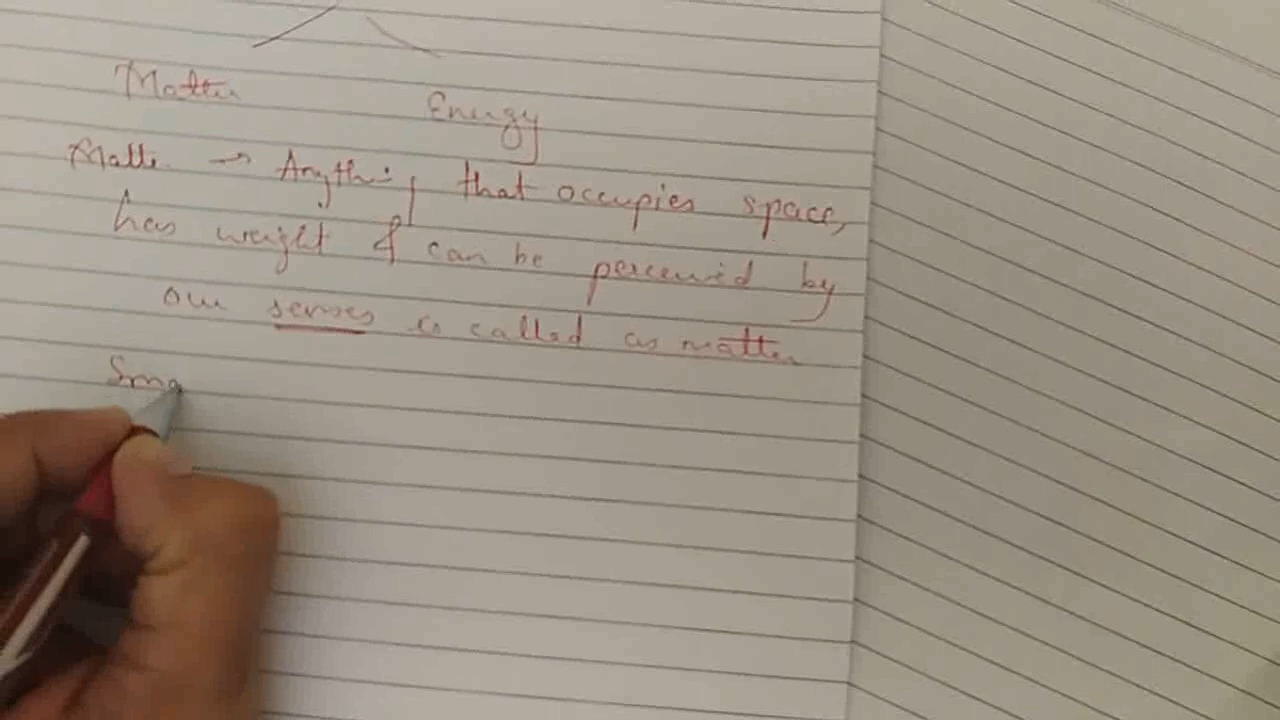 Matter Energy
Matter → Anything that occupies space,
has weight & can be perceived by
our senses is called as matter
Sma